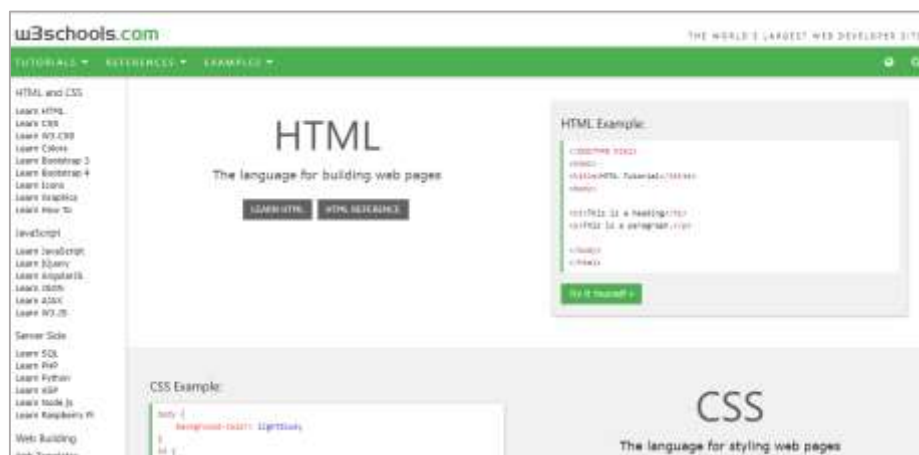 w3schools.com
THE WORLD'S LARGEST WEB DEVELOPER SITE
TUTORIALS REFERENCES EXAMPLES
HTML and CSS
Learn HTML
Learn CSS
Learn W3.CSS
Learn Colors
Learn Bootstrap 3
Learn Bootstrap 4
Learn Icons
Learn Graphics
Learn How To
JavaScript
Learn JavaScript
Learn jQuery
Learn AngularJS
Learn JSON
Learn AJAX
Learn W3.JS
Server Side
Learn SQL
Learn PHP
Learn Python
Learn ASP
Learn Node.js
Learn Raspberry Pi
Web Building
Web Templates
HTML
The language for building web pages
LEARN HTML HTML REFERENCE
HTML Example:
<!DOCTYPE html>
<html>
<title>HTML Tutorial</title>
<body>
<h1>This is a heading</h1>
<p>This is a paragraph.</p>
</body>
</html>
Try it Yourself »
CSS Example:
body {
background-color: lightblue;
}
h1 {
CSS
The language for styling web pages